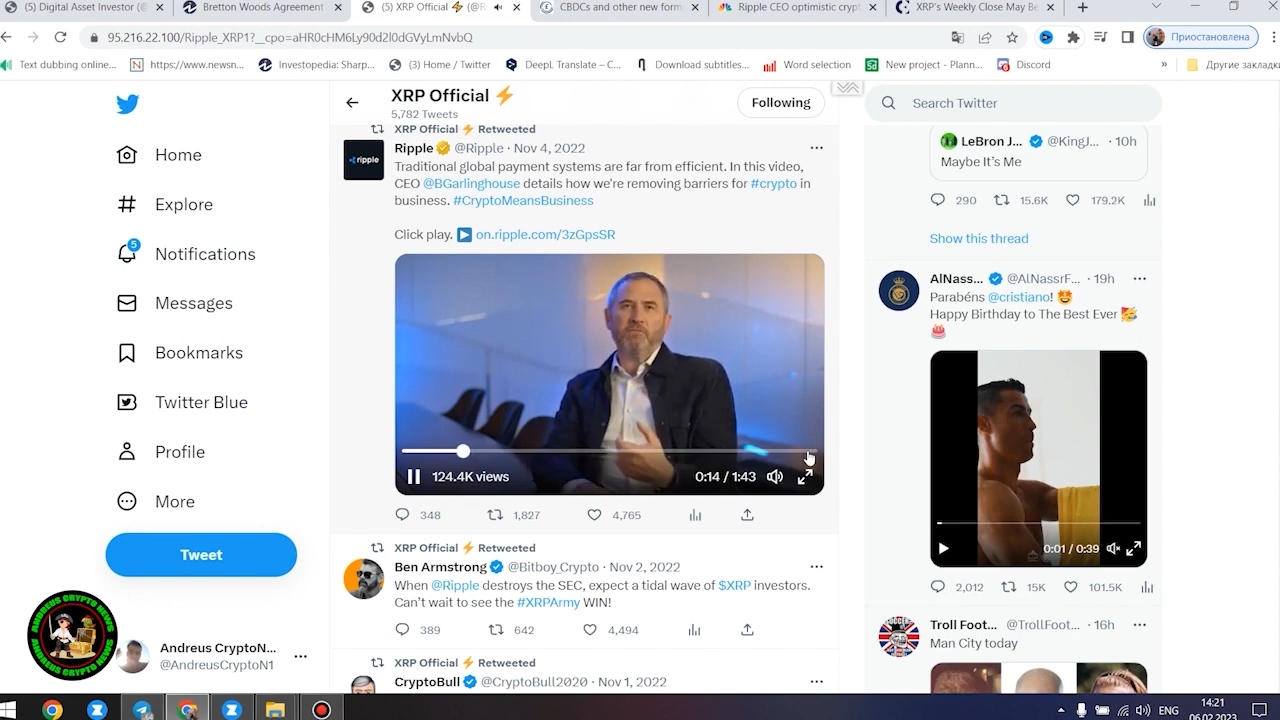 (5) Digital Asset Investor (@
Bretton Woods Agreement
(5) XRP Official ⚡ (@R
CBDCs and other new form
Ripple CEO optimistic crypt
XRP's Weekly Close May Be
95.216.22.100/Ripple_XRP1?__cpo=aHR0cHM6Ly90d2l0dGVyLmNvbQ
Приостановлена
Text dubbing online...
https://www.newsn...
Investopedia: Sharp...
(3) Home / Twitter
DeepL Translate – C...
Download subtitles...
Word selection
New project - Plann...
Discord
»
Другие закладки
Home
Explore
5
Notifications
Messages
Bookmarks
Twitter Blue
Profile
More
Tweet
ANDREUS CRYPTO NEWS
ANDREUS CRYPTO NEWS
Andreus CryptoN...
@AndreusCryptoN1
XRP Official ⚡
5,782 Tweets
Following
XRP Official ⚡ Retweeted
ripple
Ripple @Ripple · Nov 4, 2022
Traditional global payment systems are far from efficient. In this video,
CEO @BGarlinghouse details how we're removing barriers for #crypto in
business. #CryptoMeansBusiness
Click play. ▶️ on.ripple.com/3zGpsSR
124.4K views
0:14 / 1:43
348
1,827
4,765
XRP Official ⚡ Retweeted
Ben Armstrong @Bitboy_Crypto · Nov 2, 2022
When @Ripple destroys the SEC, expect a tidal wave of $XRP investors.
Can't wait to see the #XRPArmy WIN!
389
642
4,494
XRP Official ⚡ Retweeted
CryptoBull @CryptoBull2020 · Nov 1, 2022
Search Twitter
LeBron J... @KingJ... · 10h
Maybe It's Me
290
15.6K
179.2K
Show this thread
AlNass... @AlNassrF... · 19h
Parabéns @cristiano! 🤩
Happy Birthday to The Best Ever 🥳
🎂
0:01 / 0:39
2,012
15K
101.5K
Troll Foot... @TrollFoot... · 16h
Man City today
ENG
14:21
06.02.2023